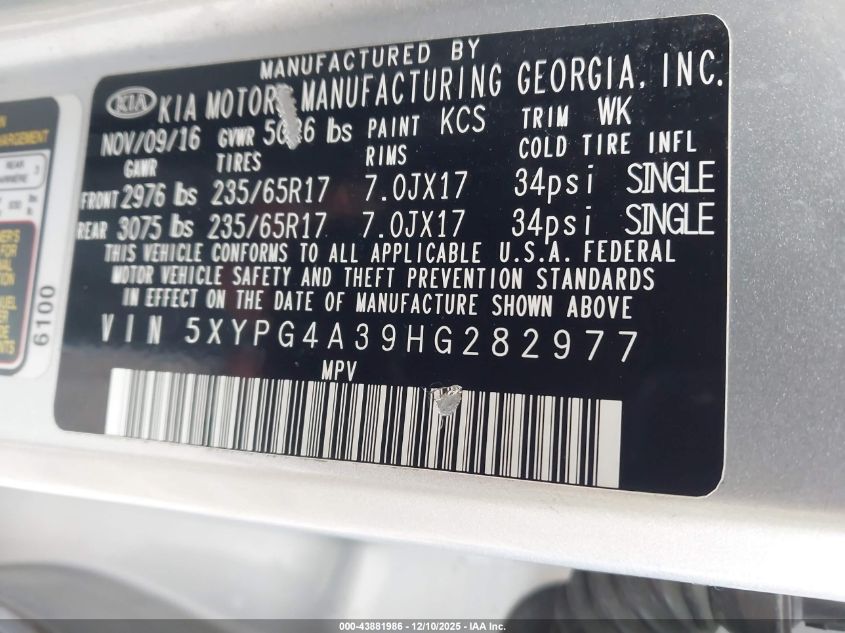 MANUFACTURED BY
KIA KIA MOTORS MANUFACTURING GEORGIA, INC.
NOV/09/16 GVWR lbs PAINT KCS TRIM WK
GAWR TIRES RIMS COLD TIRE INFL
FRONT 2976 lbs 235/65R17 7.0JX17 34psi SINGLE
REAR 3075 lbs 235/65R17 7.0JX17 34psi SINGLE
THIS VEHICLE CONFORMS TO ALL APPLICABLE U.S.A. FEDERAL
MOTOR VEHICLE SAFETY AND THEFT PREVENTION STANDARDS
IN EFFECT ON THE DATE OF MANUFACTURE SHOWN ABOVE
VIN 5XYPG4A39HG282977
MPV
6100
REAR
000-43881986 - 12/10/2025 - IAA Inc.